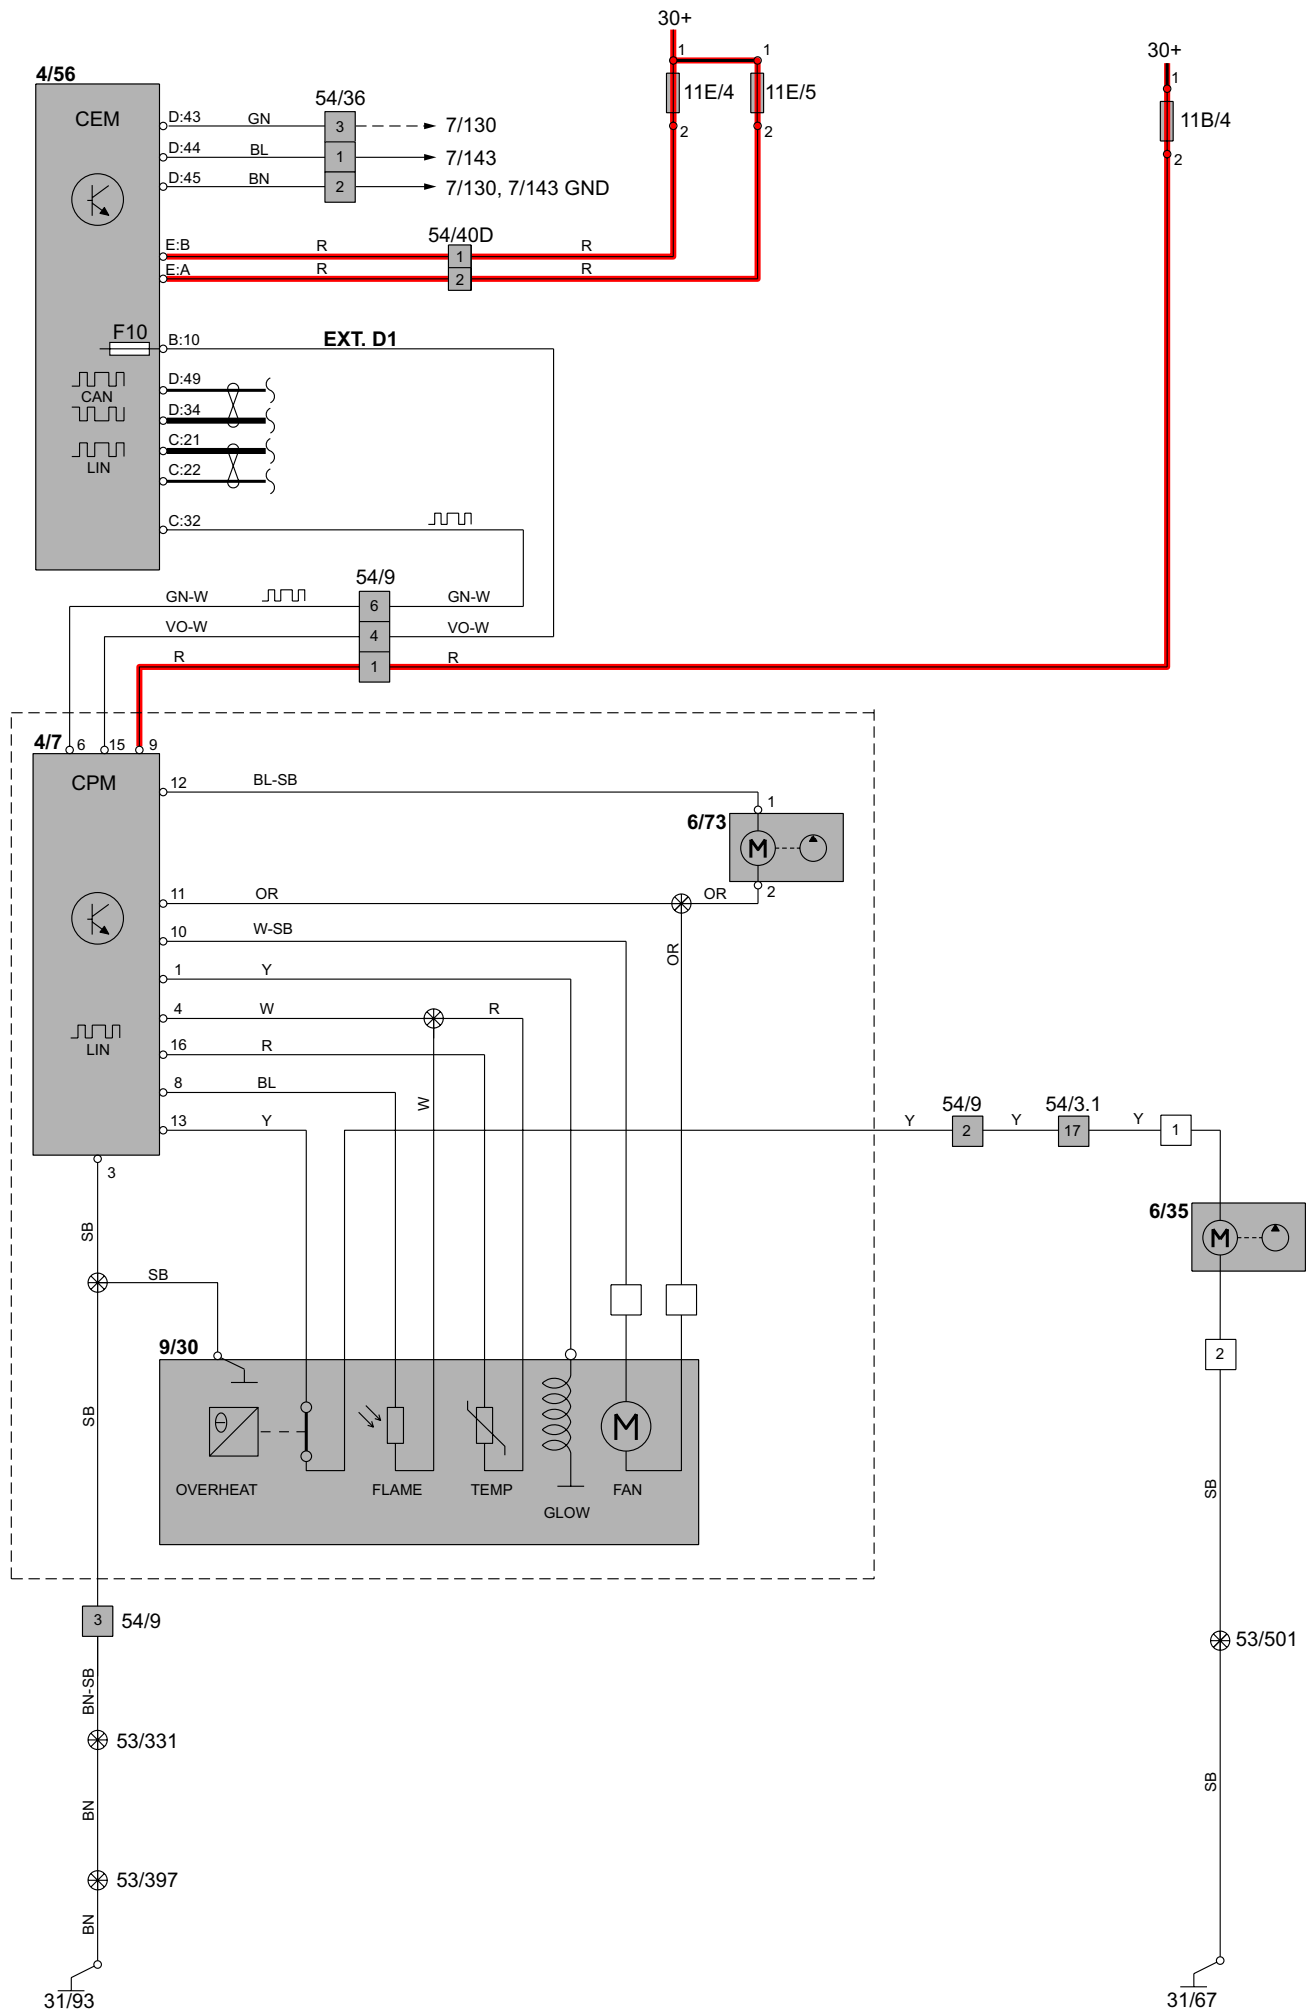 30+
1
1
30+
1
4/56
11E/4
11E/5
54/36
CEM
D:43
GN
3
7/130
2
2
11B/4
D:44
BL
1
7/143
2
D:45
BN
2
7/130, 7/143 GND
54/40D
E:B
R
1
R
E:A
R
2
R
F10
B:10
EXT. D1
D:49
CAN
D:34
C:21
LIN
C:22
C:32
54/9
GN-W
6
GN-W
VO-W
4
VO-W
R
1
R
4/7
6
15
9
CPM
12
BL-SB
1
6/73
M
11
OR
OR
2
10
W-SB
OR
1
Y
4
W
R
LIN
16
R
8
BL
W
13
Y
Y
54/9
2
Y
54/3.1
17
Y
1
3
6/35
M
SB
SB
9/30
2
SB
Θ
M
OVERHEAT
FLAME
TEMP
FAN
GLOW
SB
3
54/9
53/501
BN-SB
53/331
SB
BN
53/397
BN
31/93
31/67